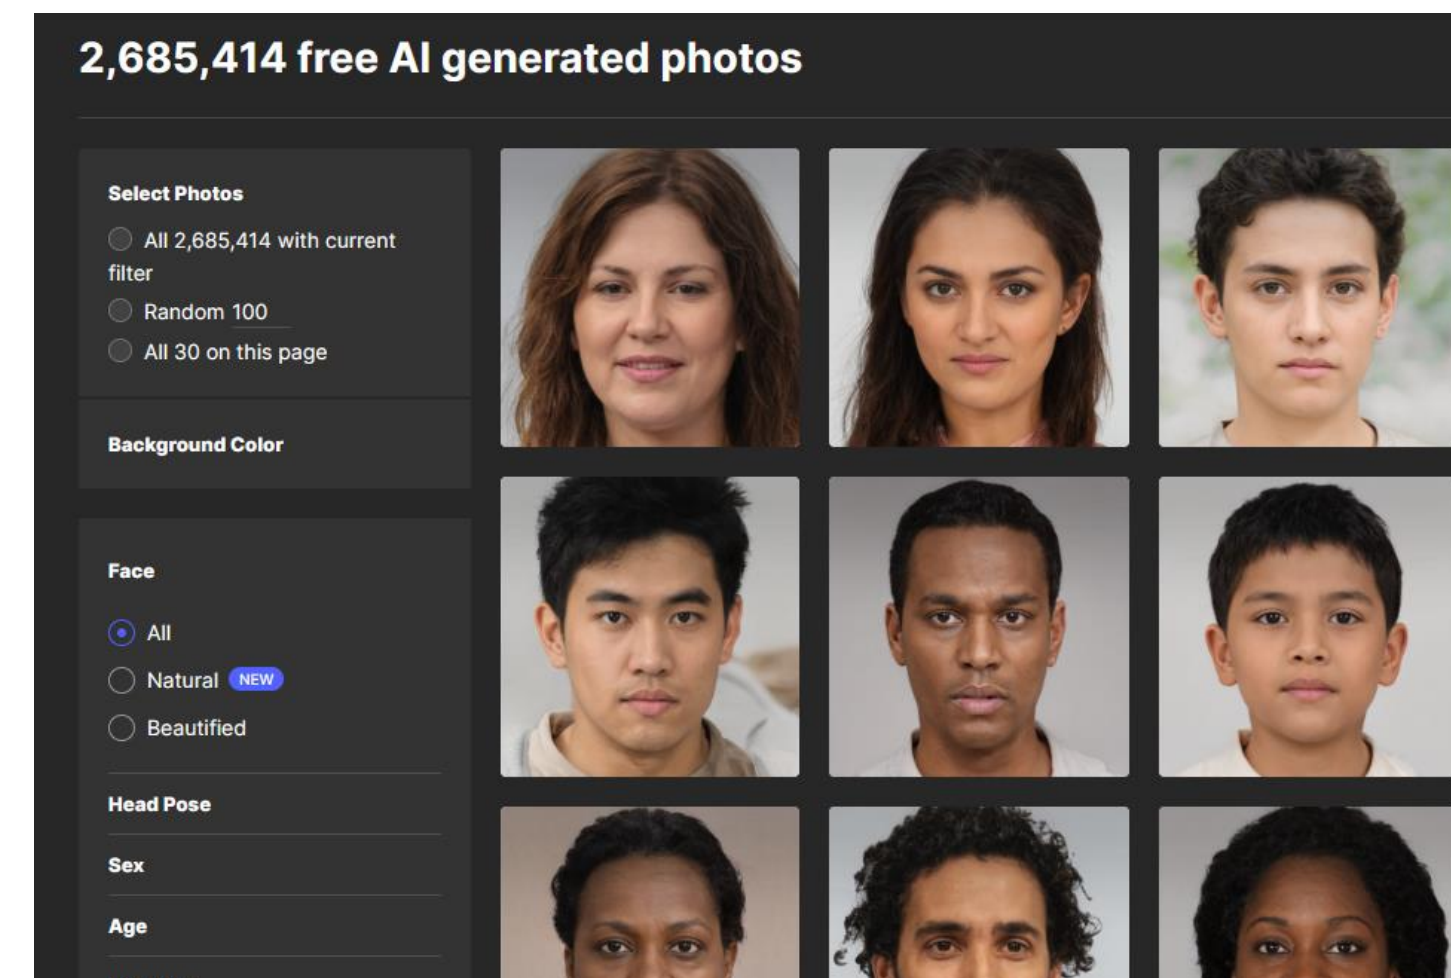 2,685,414 free AI generated photos
Select Photos
All 2,685,414 with current
filter
Random 100
All 30 on this page
Background Color
Face
All
Natural NEW
Beautified
Head Pose
Sex
Age